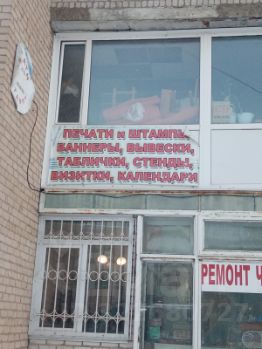 ПЕЧАТИ и ШТАМПЫ,
БАННЕРЫ, ВЫВЕСКИ,
ТАБЛИЧКИ, СТЕНДЫ,
ВИЗИТКИ, КАЛЕНДАРИ
РЕМОНТ Ч